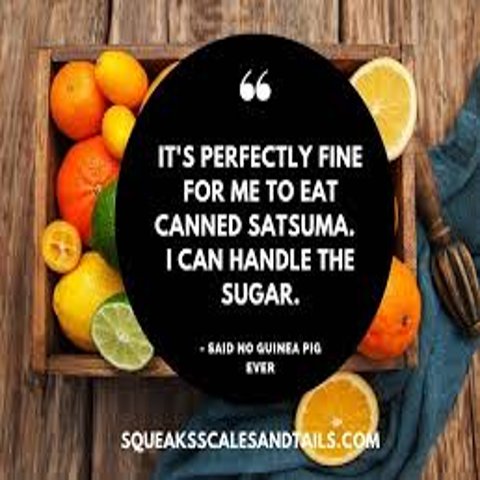 “
IT'S PERFECTLY FINE
FOR ME TO EAT
CANNED SATSUMA.
I CAN HANDLE THE
SUGAR.
- SAID NO GUINEA PIG
EVER
SQUEAKSSCALESANDTAILS.COM